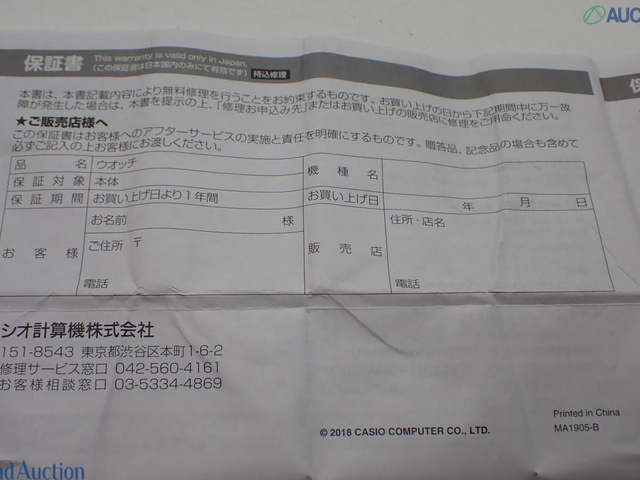 AUC
保証書 This warranty is valid only in Japan. (この保証書は日本国内のみにて有効です) 持込修理
本書は、本書記載内容により無料修理を行うことをお約束するものです。お買い上げの日から下記期間中に万一故
障が発生した場合は、本書を提示の上、「修理お申込み先」またはお買い上げの販売店に修理をご用命ください。
★ご販売店様へ
この保証書はお客様へのアフターサービスの実施と責任を明確にするものです。贈答品、記念品の場合も含めて
必ずご記入の上お客様にお渡しください。
品名 ウオッチ 機種名
保証対象 本体
保証期間 お買い上げ日より1年間 お買い上げ日 年 月 日
お客様 お名前 様 販売店 住所・店名
ご住所 〒
電話 電話
シオ計算機株式会社
151-8543 東京都渋谷区本町1-6-2
修理サービス窓口 042-560-4161
お客様相談窓口 03-5334-4869
© 2018 CASIO COMPUTER CO., LTD.
Printed in China
MA1905-B
nd Auction